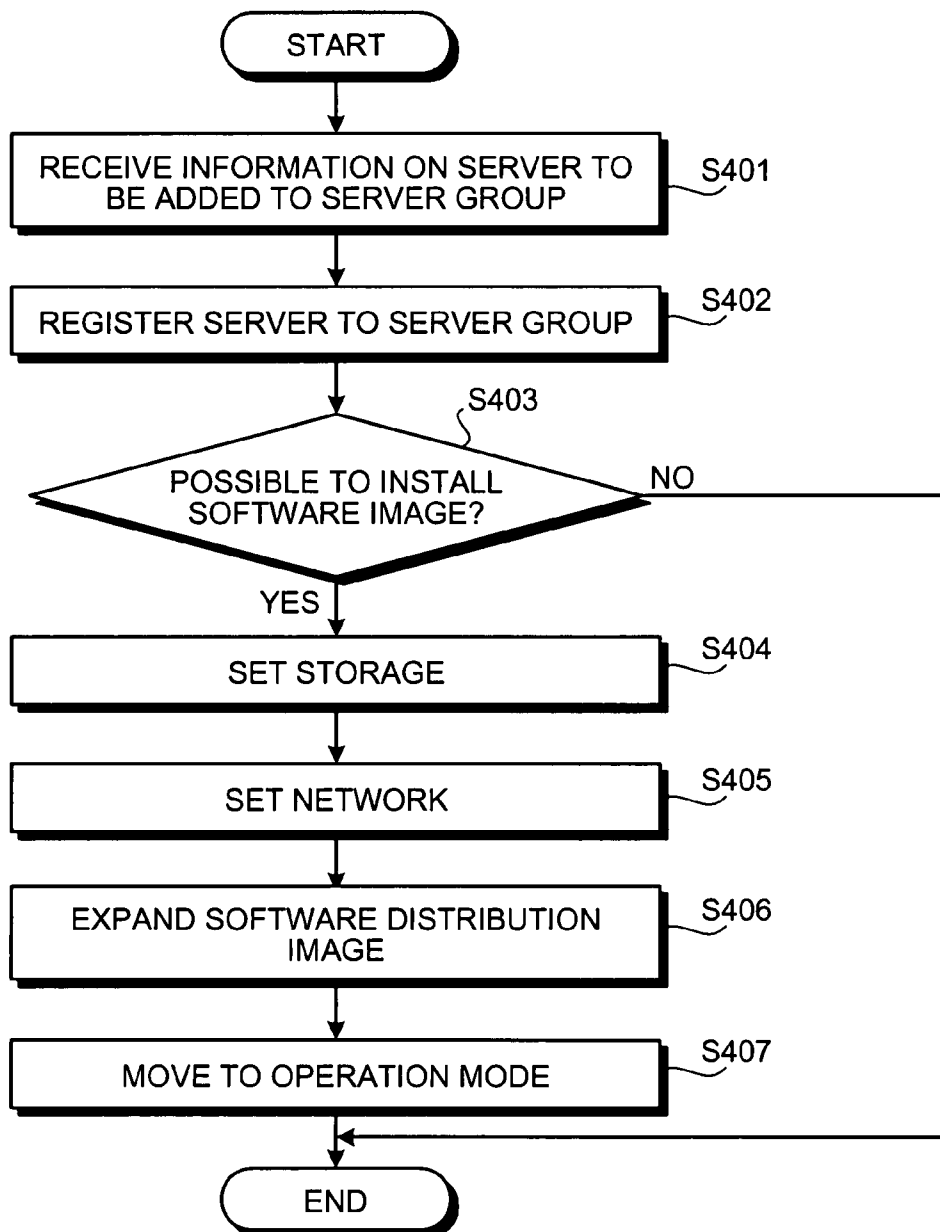 START
RECEIVE INFORMATION ON SERVER TO
BE ADDED TO SERVER GROUP
S401
REGISTER SERVER TO SERVER GROUP
S402
S403
POSSIBLE TO INSTALL
SOFTWARE IMAGE?
NO
YES
SET STORAGE
S404
SET NETWORK
S405
EXPAND SOFTWARE DISTRIBUTION
IMAGE
S406
MOVE TO OPERATION MODE
S407
END